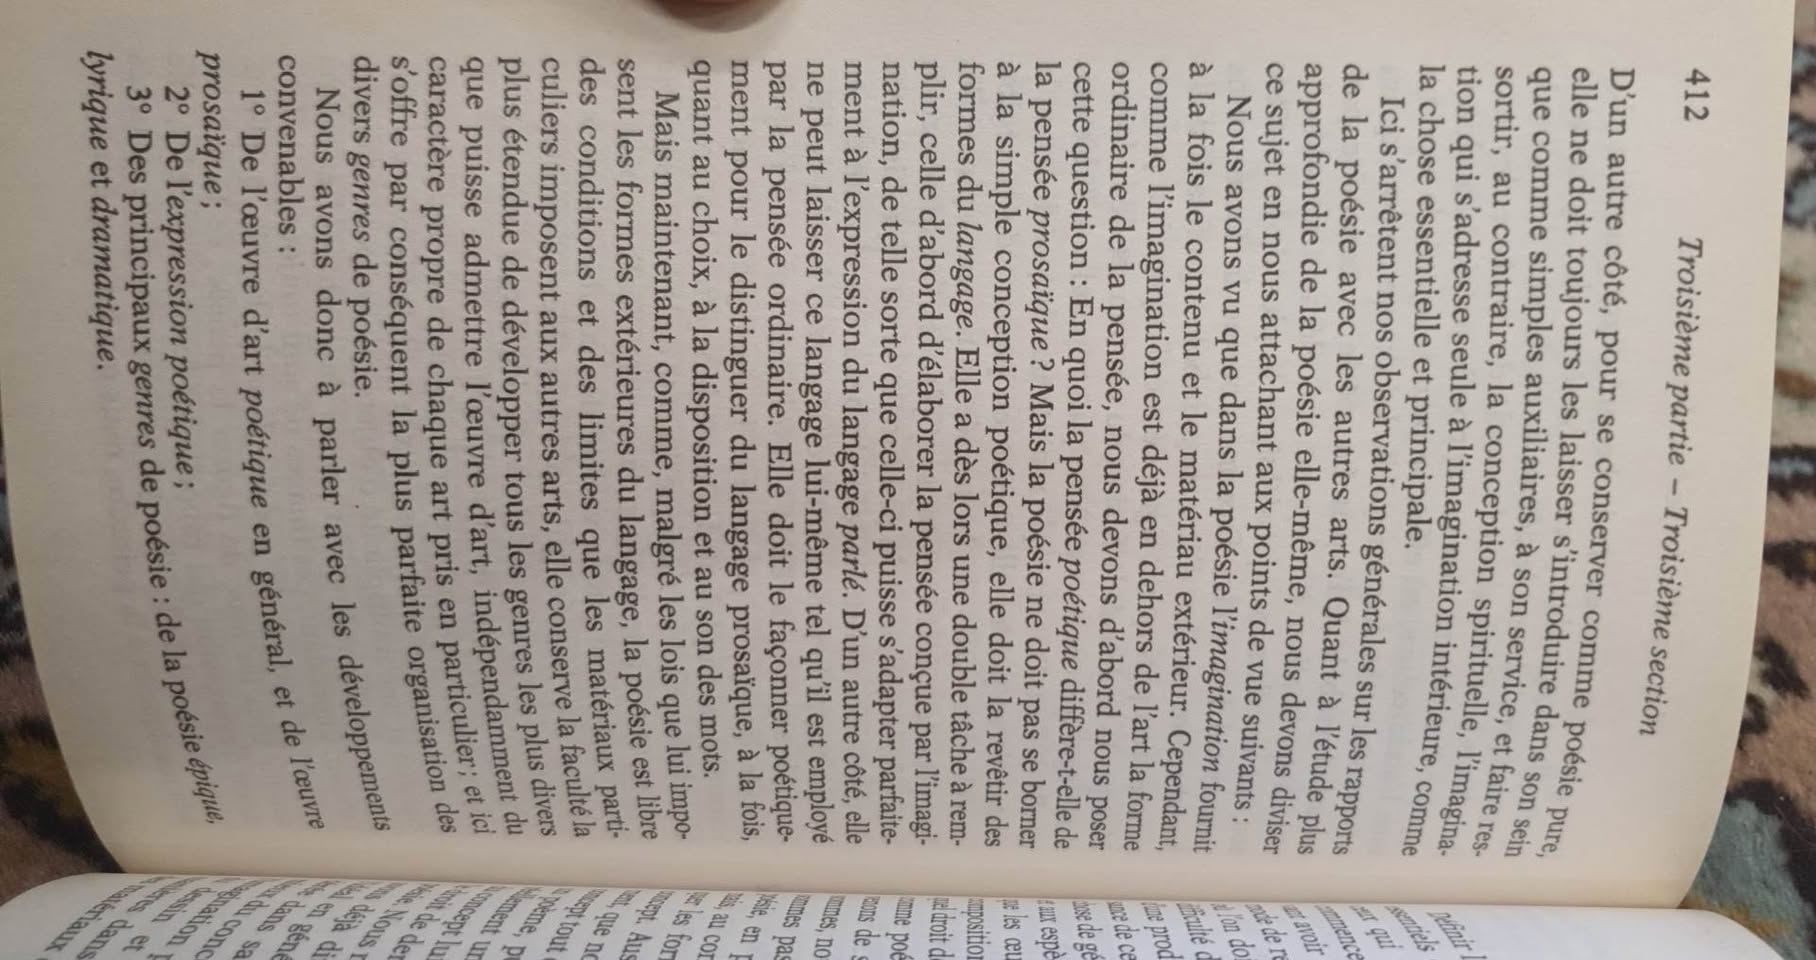 412
Troisième partie – Troisième section
D'un autre côté, pour se conserver comme poésie pure,
elle ne doit toujours les laisser s'introduire dans son sein
que comme simples auxiliaires, à son service, et faire res-
sortir, au contraire, la conception spirituelle, l'imagina-
tion qui s'adresse seule à l'imagination intérieure, comme
la chose essentielle et principale.
Ici s'arrêtent nos observations générales sur les rapports
de la poésie avec les autres arts. Quant à l'étude plus
approfondie de la poésie elle-même, nous devons diviser
ce sujet en nous attachant aux points de vue suivants :
Nous avons vu que dans la poésie l'imagination fournit
à la fois le contenu et le matériau extérieur. Cependant,
comme l'imagination est déjà en dehors de l'art la forme
ordinaire de la pensée, nous devons d'abord nous poser
cette question : En quoi la pensée poétique diffère-t-elle de
la pensée prosaïque ? Mais la poésie ne doit pas se borner
à la simple conception poétique, elle doit la revêtir des
formes du langage. Elle a dès lors une double tâche à rem-
plir, celle d'abord d'élaborer la pensée conçue par l'imagi-
nation, de telle sorte que celle-ci puisse s'adapter parfaite-
ment à l'expression du langage parlé. D'un autre côté, elle
ne peut laisser ce langage lui-même tel qu'il est employé
par la pensée ordinaire. Elle doit le façonner poétique-
ment pour le distinguer du langage prosaïque, à la fois,
quant au choix, à la disposition et au son des mots.
Mais maintenant, comme, malgré les lois que lui impo-
sent les formes extérieures du langage, la poésie est libre
des conditions et des limites que les matériaux parti-
culiers imposent aux autres arts, elle conserve la faculté la
plus étendue de développer tous les genres les plus divers
que puisse admettre l'œuvre d'art, indépendamment du
caractère propre de chaque art pris en particulier ; et ici
s'offre par conséquent la plus parfaite organisation des
divers genres de poésie.
Nous avons donc à parler avec les développements
convenables :
1° De l'œuvre d'art poétique en général, et de l'œuvre
prosaïque ;
2° De l'expression poétique ;
3° Des principaux genres de poésie : de la poésie épique,
lyrique et dramatique.